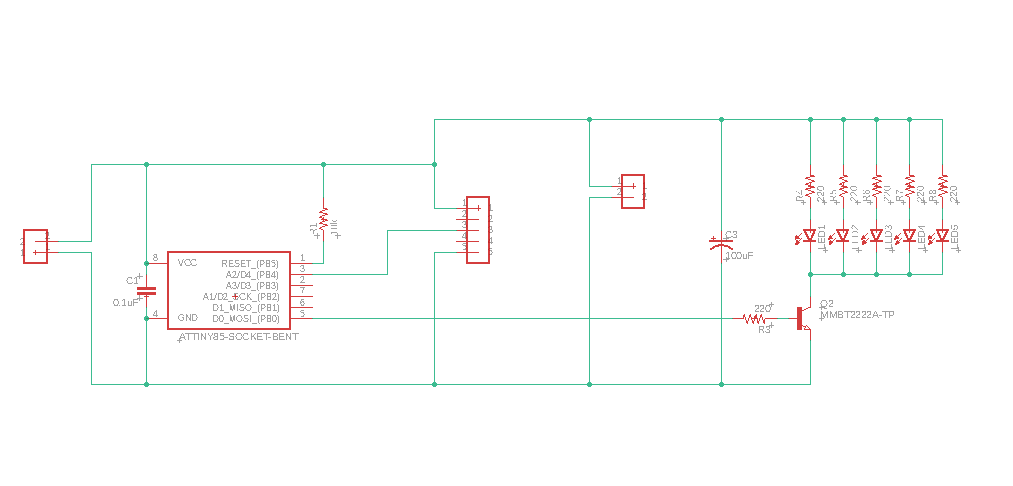 2
2
1
1
C1
0.1uF
8
VCC
4
GND
RESET_(PB5)
1
A2/D4_(PB4)
3
A3/D3_(PB3)
2
A1/D2_SCK_(PB2)
7
D1_MISO_(PB1)
6
D0_MOSI_(PB0)
5
ATTINY85-SOCKET-BENT
R1
1
2
3
4
5
1
2
C3
100uF
220
R3
Q2
MMBT2222A-TP
220
R5
220
R6
220
R7
220
R8
220
LED1
LED2
LED3
LED4
LED5